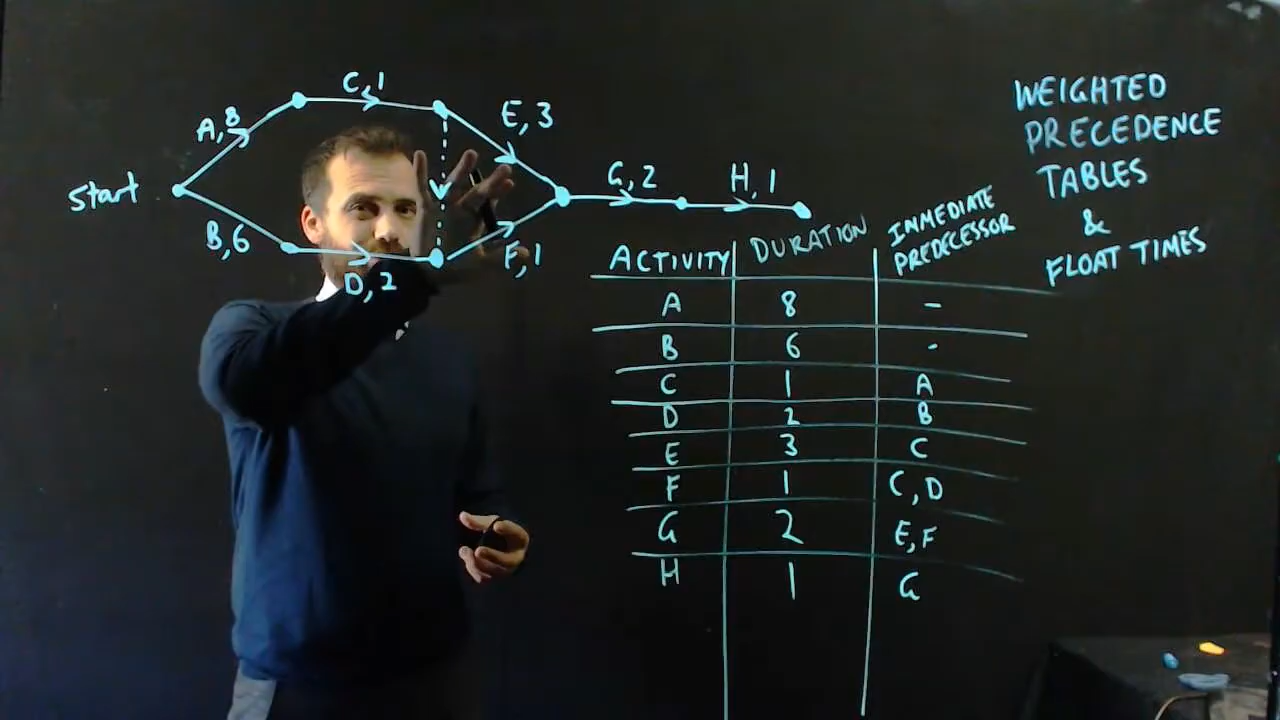 C, 1
A, 8
E, 3
Start
G, 2
H, 1
B, 6
F, 1
D, 2
WEIGHTED
PRECEDENCE
TABLES
&
FLOAT TIMES
ACTIVITY DURATION IMMEDIATE PREDECESSOR
A 8 -
B 6 -
C 1 A
D 2 B
E 3 C
F 1 C, D
G 2 E, F
H 1 G